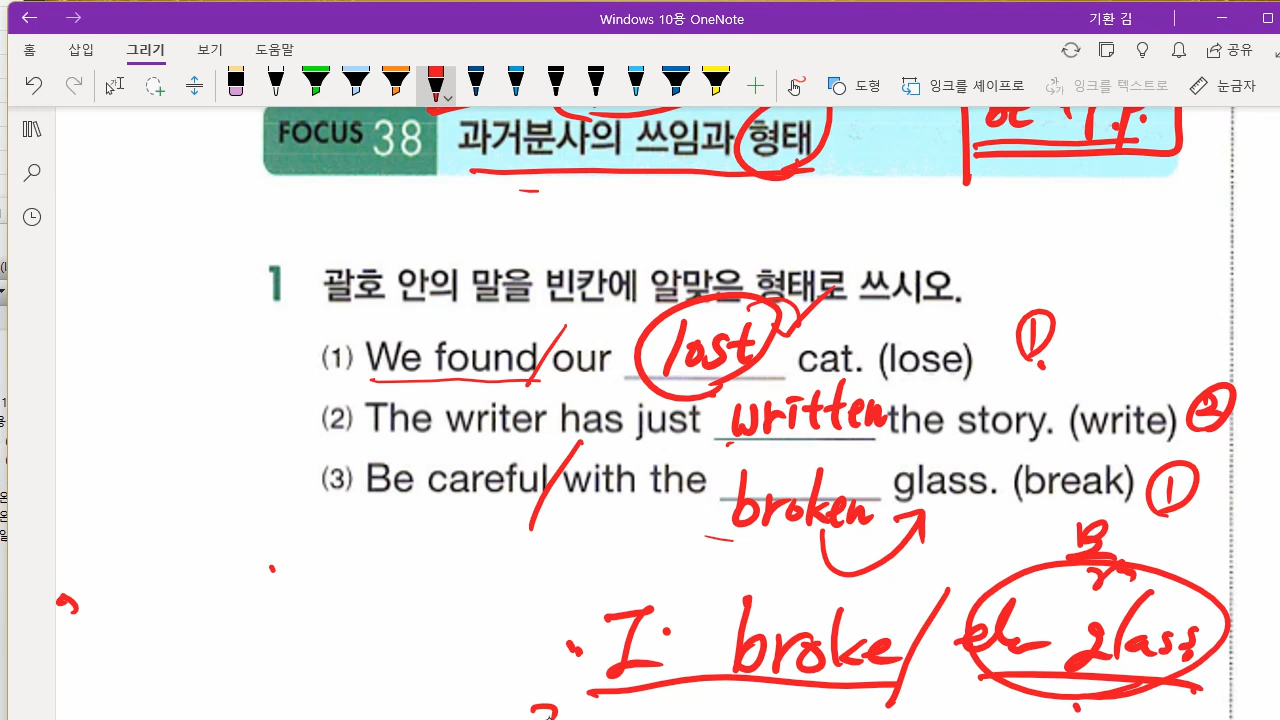 Windows 10용 OneNote
기환 김
홈 삽입 그리기 보기 도움말
공유
도형 잉크를 셰이프로 잉크를 텍스트로 눈금자
FOCUS 38 과거분사의 쓰임과 형태
p.p.
1 괄호 안의 말을 빈칸에 알맞은 형태로 쓰시오.
(1) We found our lost cat. (lose) ①
(2) The writer has just written the story. (write) ②
(3) Be careful with the broken glass. (break) ①
I broke / glass